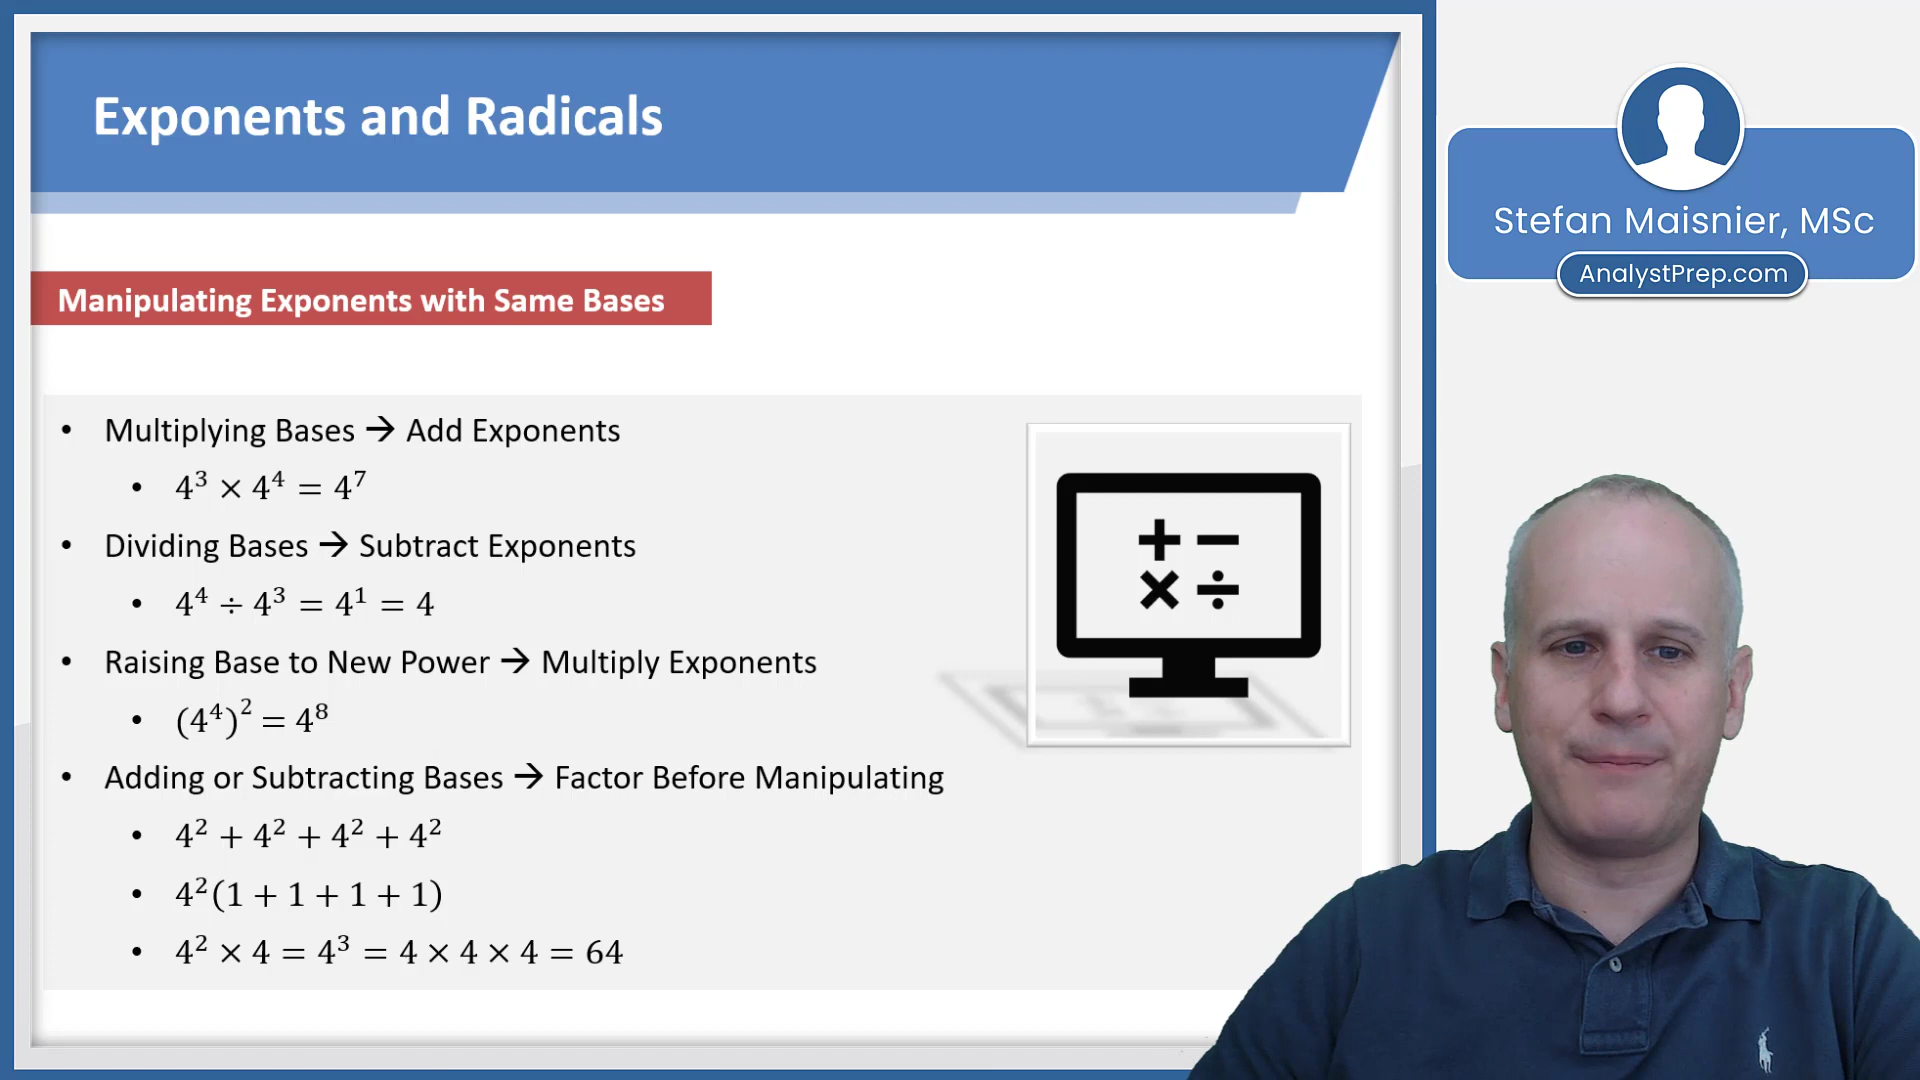 Exponents and Radicals
Stefan Maisnier, MSc
AnalystPrep.com
Manipulating Exponents with Same Bases
• Multiplying Bases → Add Exponents
• 4³ × 4⁴ = 4⁷
• Dividing Bases → Subtract Exponents
• 4⁴ ÷ 4³ = 4¹ = 4
• Raising Base to New Power → Multiply Exponents
• (4⁴)² = 4⁸
• Adding or Subtracting Bases → Factor Before Manipulating
• 4² + 4² + 4² + 4²
• 4²(1 + 1 + 1 + 1)
• 4² × 4 = 4³ = 4 × 4 × 4 = 64
+ −
× ÷